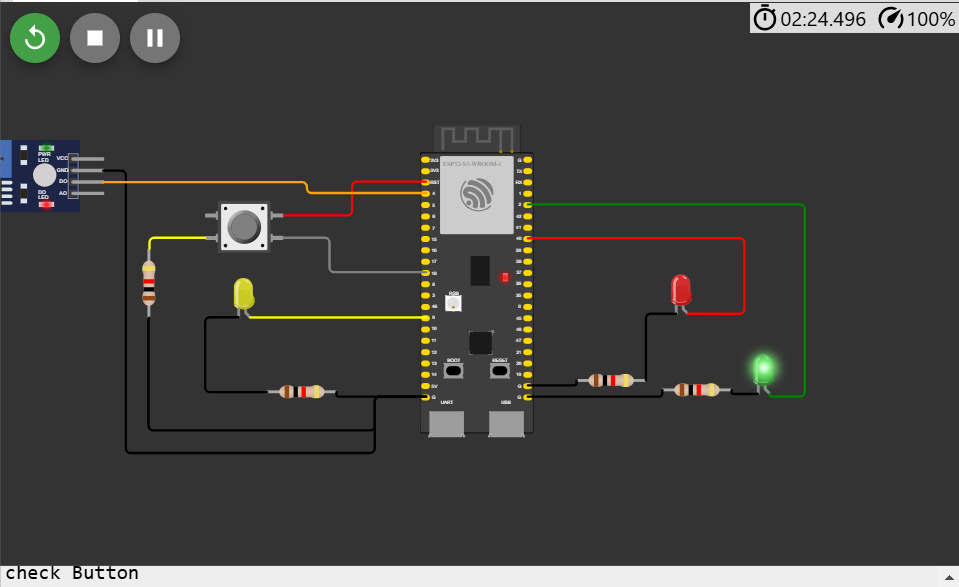 02:24.496 100%
PWR
LED
VCC
GND
DO
AO
DO
LED
ESP32-S3-WROOM-1
3V3
3V3
RST
4
5
6
7
15
16
17
18
8
3
46
9
10
11
12
13
14
5V
G
G
TX
RX
1
2
42
41
40
39
38
37
36
35
0
45
48
47
21
20
19
G
G
RGB
BOOT
RESET
UART
USB
check Button